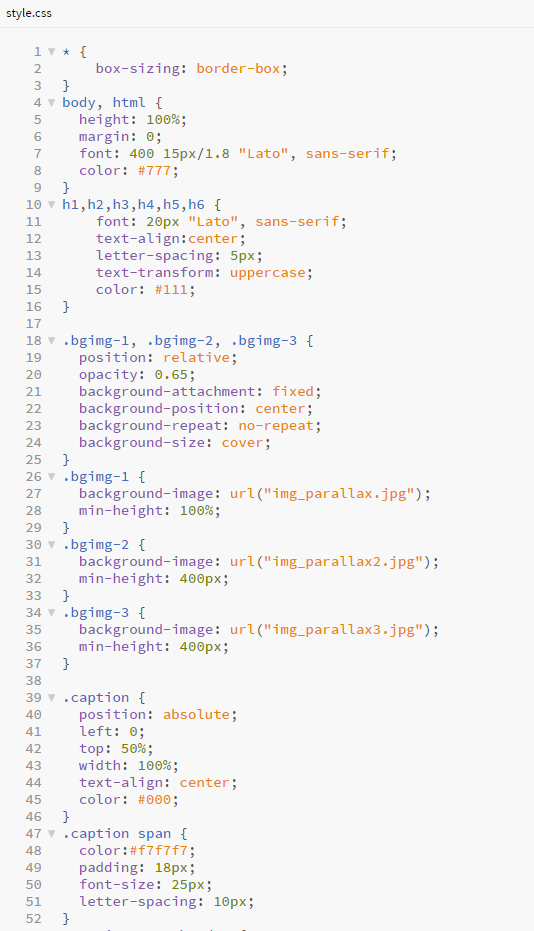 style.css
1 * {
2     box-sizing: border-box;
3 }
4 body, html {
5   height: 100%;
6   margin: 0;
7   font: 400 15px/1.8 "Lato", sans-serif;
8   color: #777;
9 }
10 h1,h2,h3,h4,h5,h6 {
11     font: 20px "Lato", sans-serif;
12     text-align:center;
13     letter-spacing: 5px;
14     text-transform: uppercase;
15     color: #111;
16 }
17
18 .bgimg-1, .bgimg-2, .bgimg-3 {
19   position: relative;
20   opacity: 0.65;
21   background-attachment: fixed;
22   background-position: center;
23   background-repeat: no-repeat;
24   background-size: cover;
25 }
26 .bgimg-1 {
27   background-image: url("img_parallax.jpg");
28   min-height: 100%;
29 }
30 .bgimg-2 {
31   background-image: url("img_parallax2.jpg");
32   min-height: 400px;
33 }
34 .bgimg-3 {
35   background-image: url("img_parallax3.jpg");
36   min-height: 400px;
37 }
38
39 .caption {
40   position: absolute;
41   left: 0;
42   top: 50%;
43   width: 100%;
44   text-align: center;
45   color: #000;
46 }
47 .caption span {
48   color:#f7f7f7;
49   padding: 18px;
50   font-size: 25px;
51   letter-spacing: 10px;
52 }